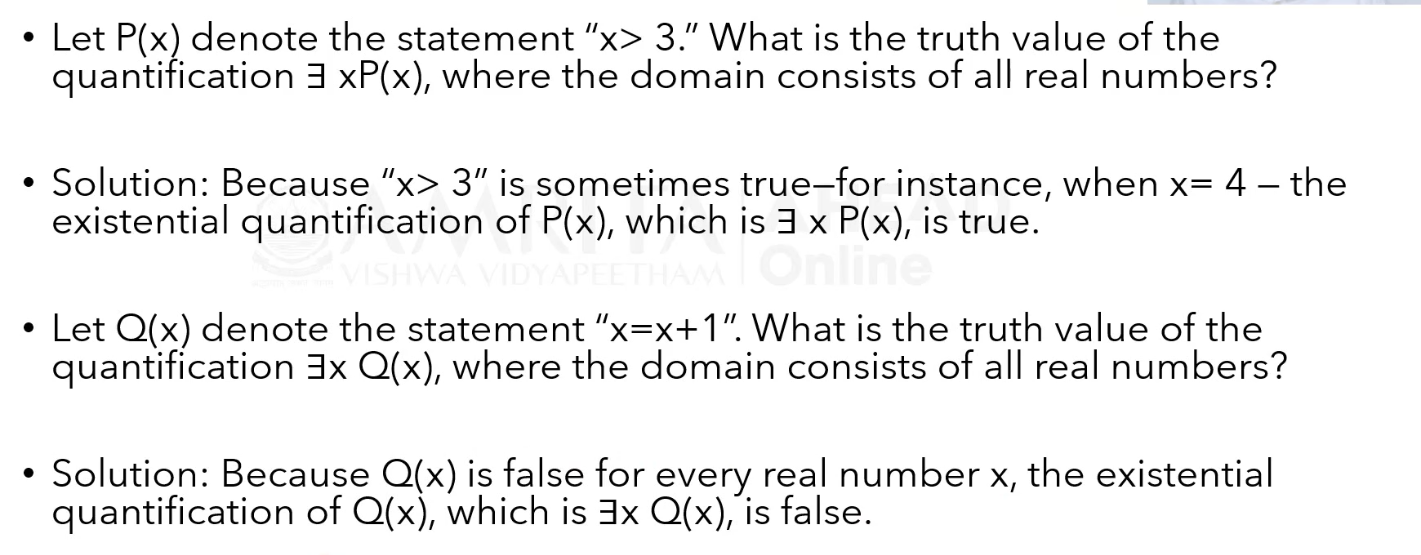 • Let P(x) denote the statement “x> 3.” What is the truth value of the
quantification ∃ xP(x), where the domain consists of all real numbers?
• Solution: Because “x> 3” is sometimes true–for instance, when x= 4 – the
existential quantification of P(x), which is ∃ x P(x), is true.
AMRITA AHEAD
VISHWA VIDYAPEETHAM Online
• Let Q(x) denote the statement “x=x+1”. What is the truth value of the
quantification ∃x Q(x), where the domain consists of all real numbers?
• Solution: Because Q(x) is false for every real number x, the existential
quantification of Q(x), which is ∃x Q(x), is false.